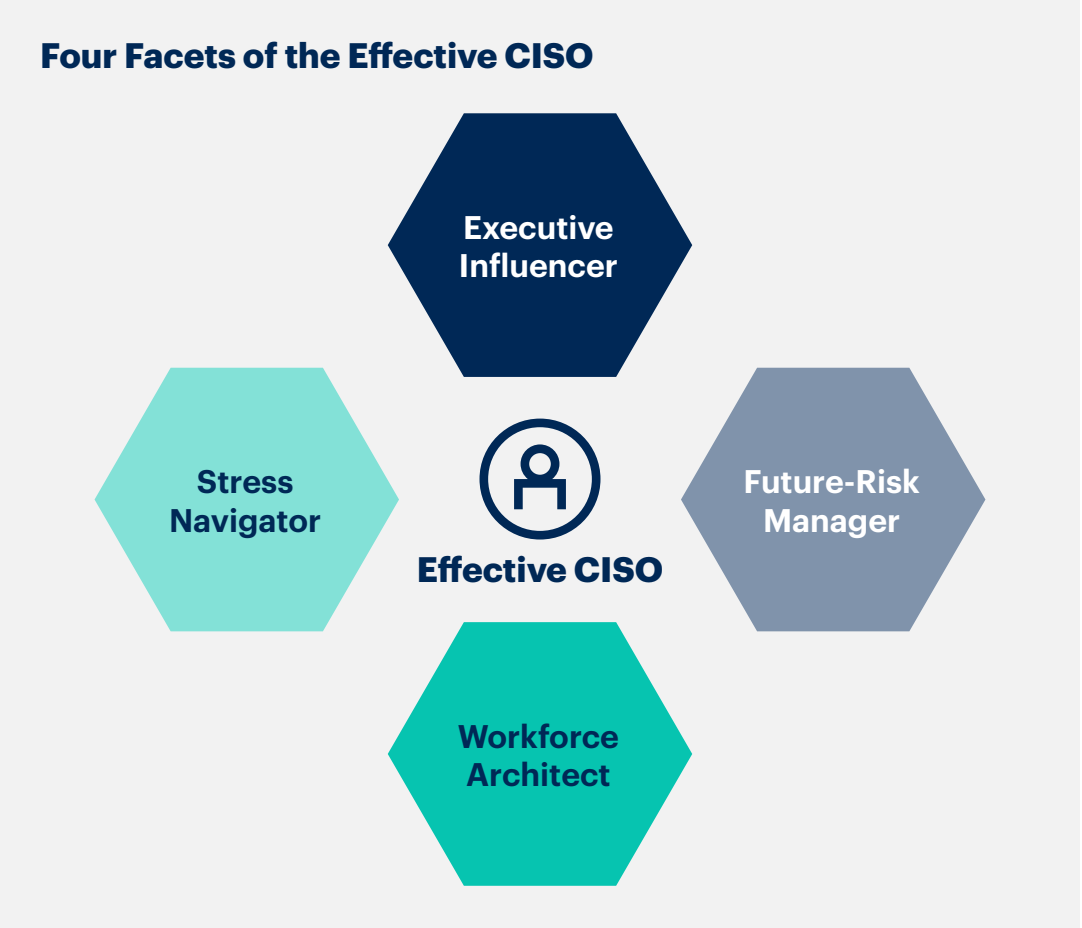 Four Facets of the Effective CISO
Executive
Influencer
Stress
Navigator
Future-Risk
Manager
Effective CISO
Workforce
Architect